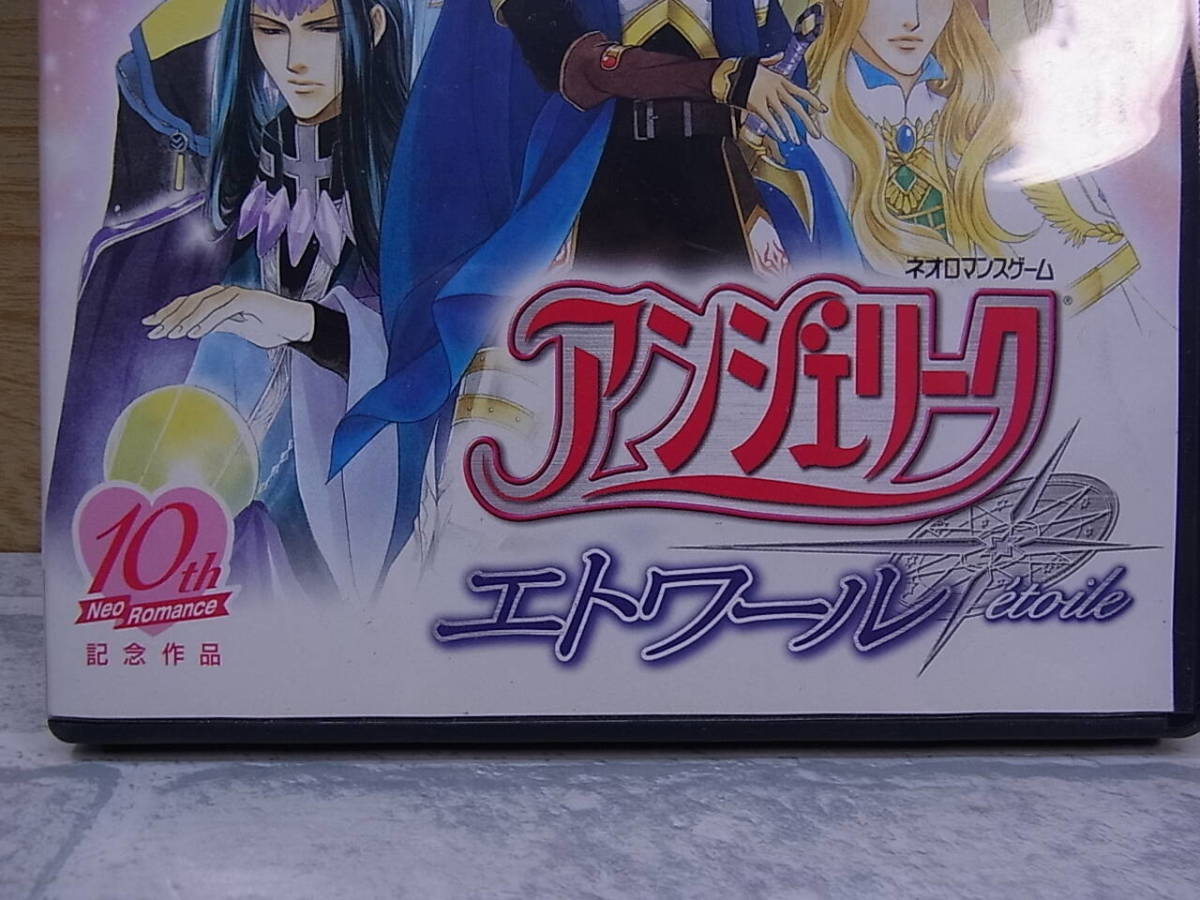 ネオロマンスゲーム
アンジェリーク®
エトワール étoile
10th
Neo Romance
記念作品